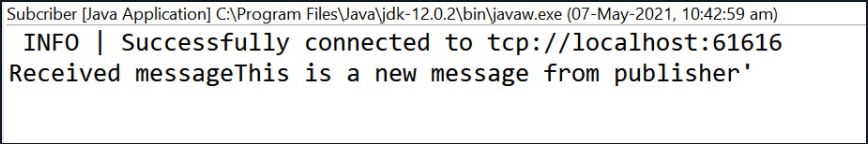 Subcriber [Java Application] C:\Program Files\Java\jdk-12.0.2\bin\javaw.exe (07-May-2021, 10:42:59 am)
INFO | Successfully connected to tcp://localhost:61616
Received messageThis is a new message from publisher'